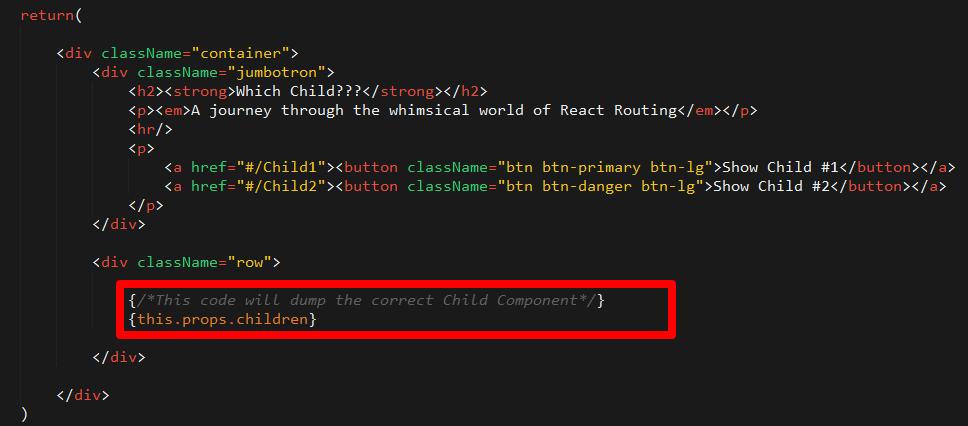 return(
<div className="container">
<div className="jumbotron">
<h2><strong>Which Child???</strong></h2>
<p><em>A journey through the whimsical world of React Routing</em></p>
<hr/>
<p>
<a href="#/Child1"><button className="btn btn-primary btn-lg">Show Child #1</button></a>
<a href="#/Child2"><button className="btn btn-danger btn-lg">Show Child #2</button></a>
</p>
</div>
<div className="row">
{/*This code will dump the correct Child Component*/}
{this.props.children}
</div>
</div>
)